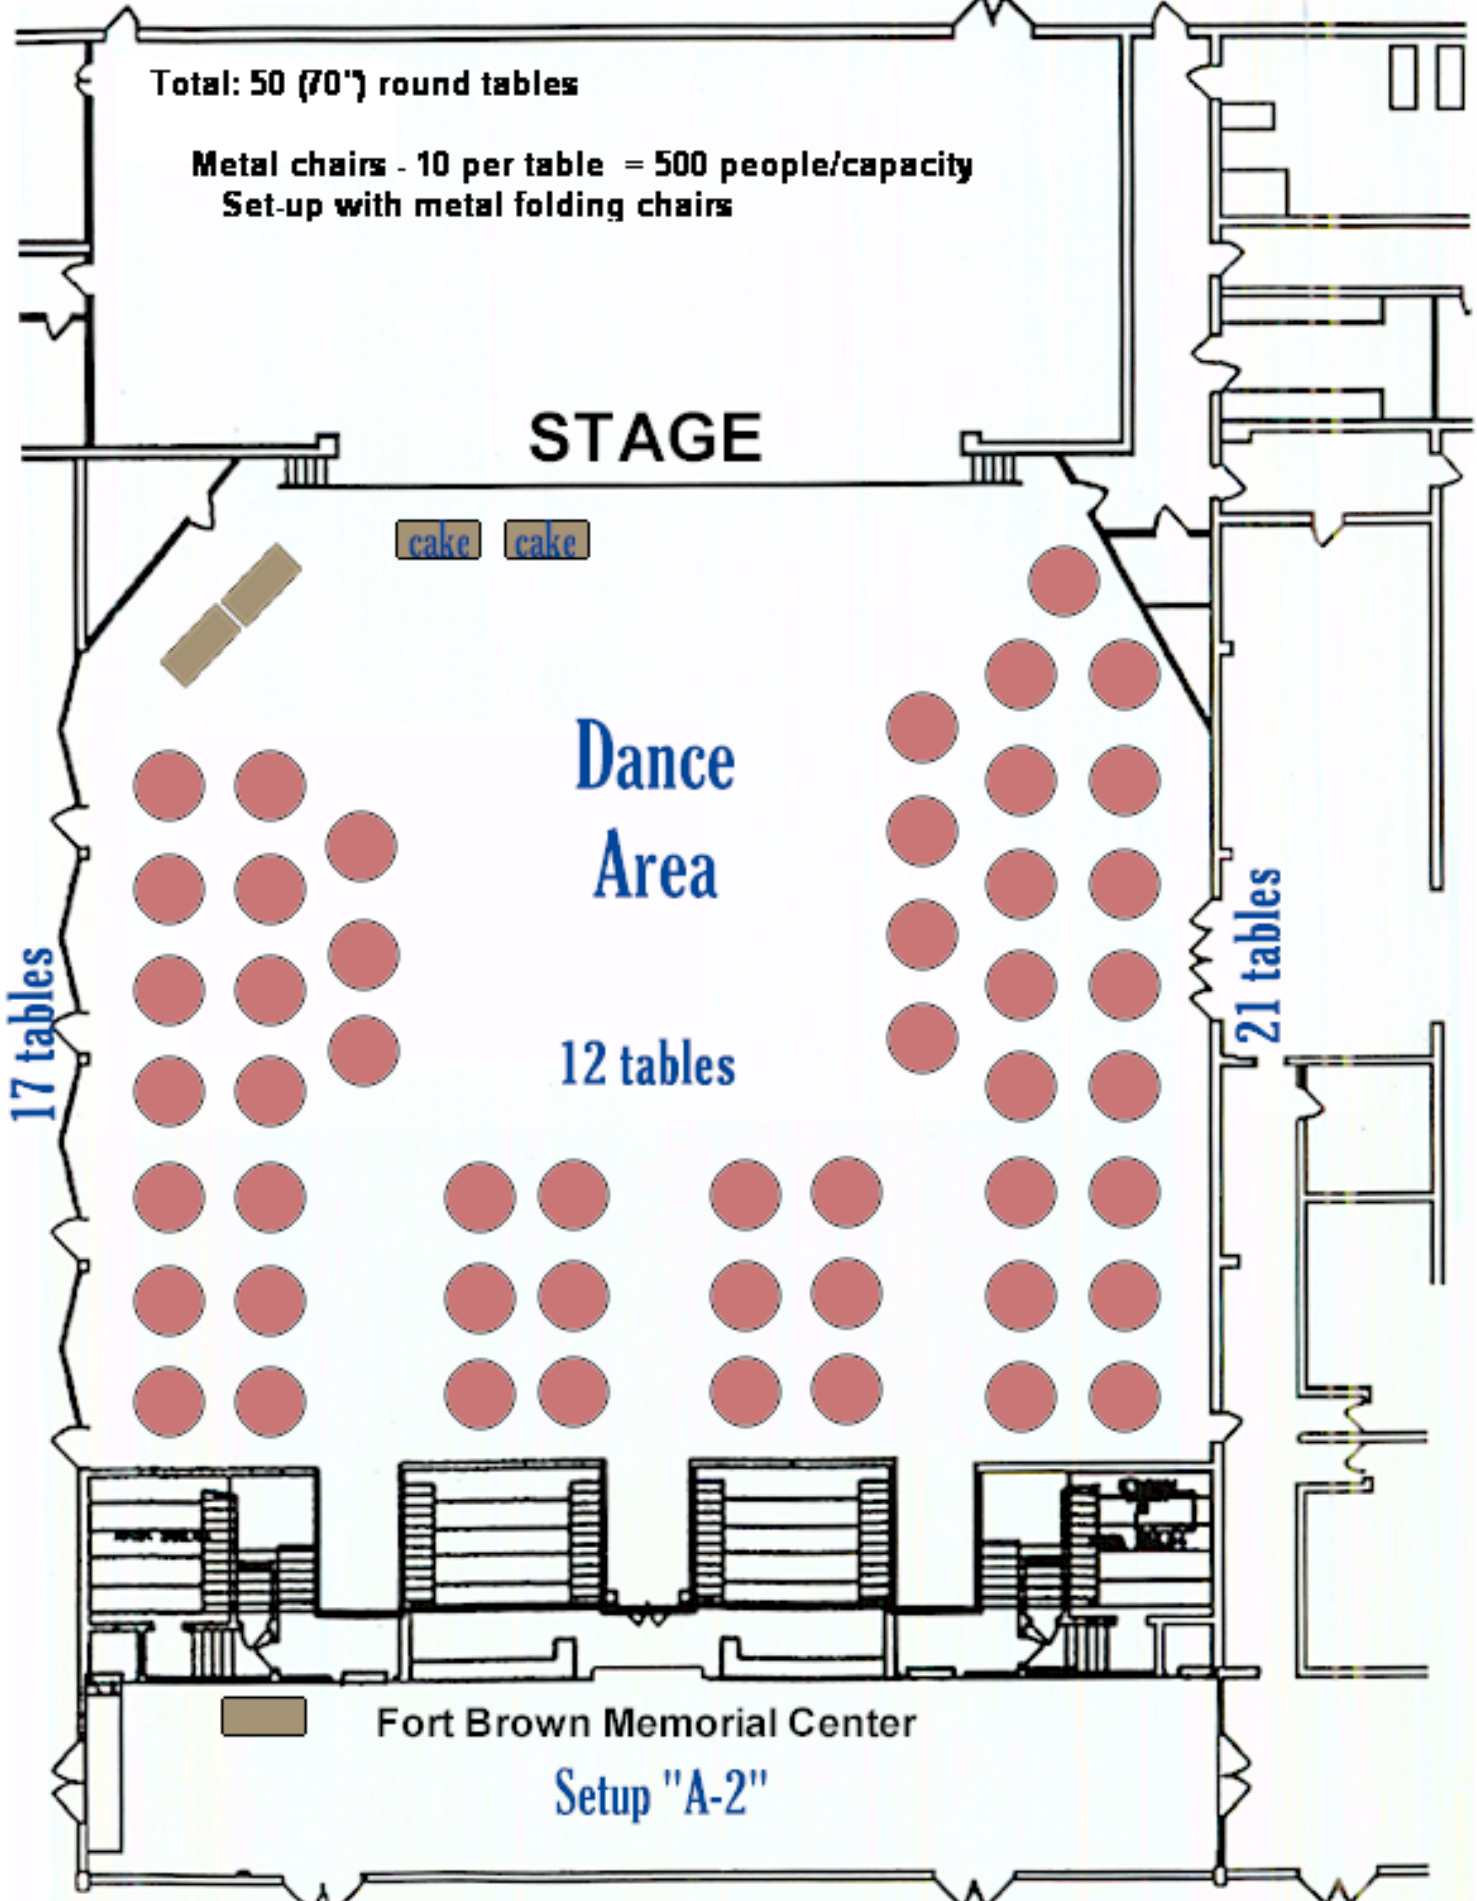 Total: 50 (70") round tables
Metal chairs - 10 per table = 500 people/capacity
Set-up with metal folding chairs
STAGE
cake cake
Dance
Area
17 tables
12 tables
21 tables
Fort Brown Memorial Center
Setup "A-2"